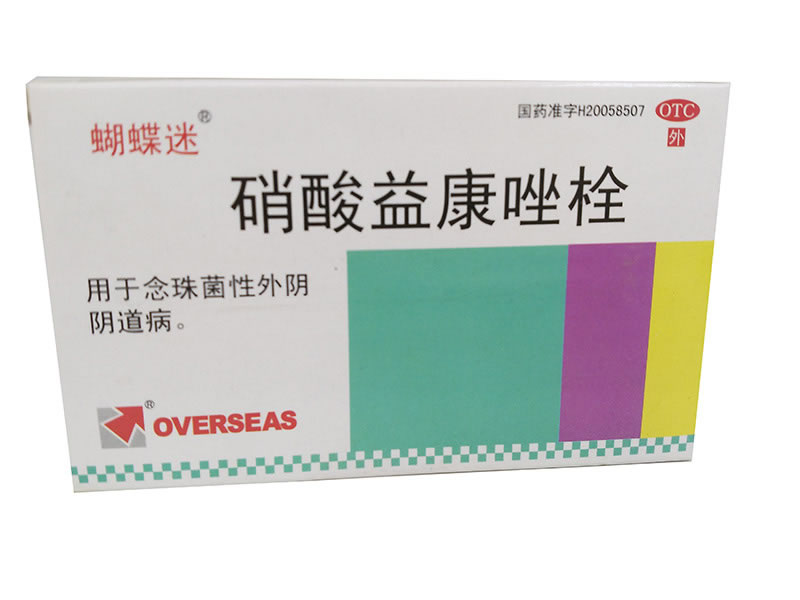 蝴蝶迷®
国药准字H20058507 OTC
外
硝酸益康唑栓
用于念珠菌性外阴
阴道病。
® OVERSEAS